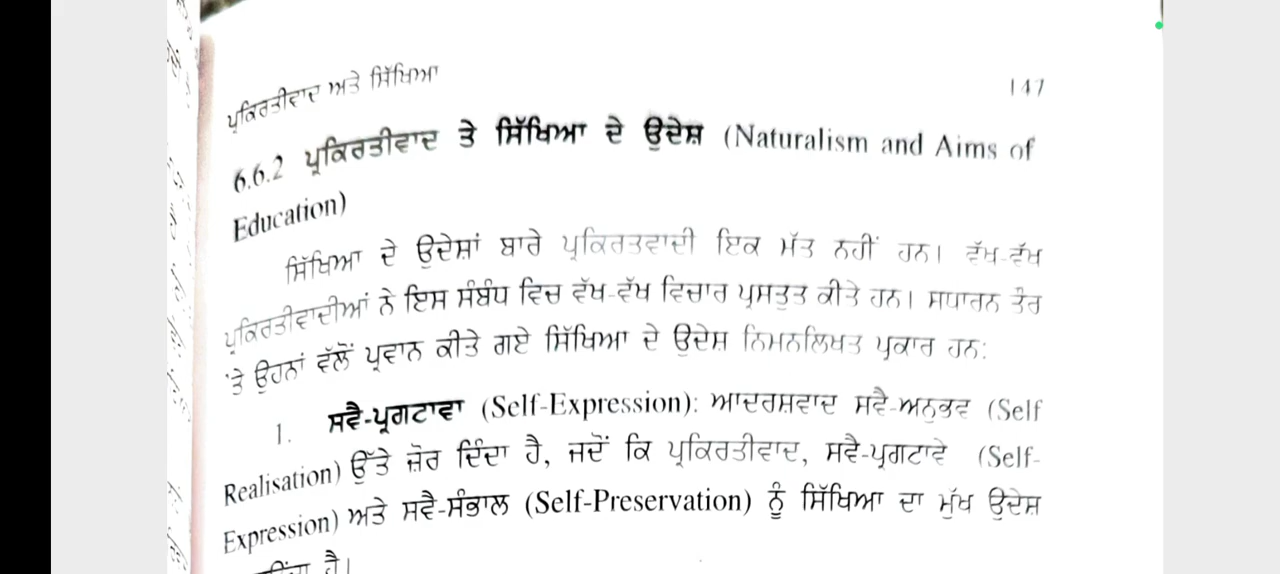 ਪ੍ਰਕਿਰਤੀਵਾਦ ਅਤੇ ਸਿੱਖਿਆ
147
6.6.2 ਪ੍ਰਕਿਰਤੀਵਾਦ ਤੇ ਸਿੱਖਿਆ ਦੇ ਉਦੇਸ਼ (Naturalism and Aims of
Education)
ਸਿੱਖਿਆ ਦੇ ਉਦੇਸ਼ਾਂ ਬਾਰੇ ਪ੍ਰਕਿਰਤਵਾਦੀ ਇਕ ਮੱਤ ਨਹੀਂ ਹਨ। ਵੱਖ-ਵੱਖ
ਪ੍ਰਕਿਰਤੀਵਾਦੀਆਂ ਨੇ ਇਸ ਸੰਬੰਧ ਵਿਚ ਵੱਖ-ਵੱਖ ਵਿਚਾਰ ਪ੍ਰਸਤੁਤ ਕੀਤੇ ਹਨ। ਸਧਾਰਨ ਤੌਰ
'ਤੇ ਉਹਨਾਂ ਵੱਲੋਂ ਪ੍ਰਵਾਨ ਕੀਤੇ ਗਏ ਸਿੱਖਿਆ ਦੇ ਉਦੇਸ਼ ਨਿਮਨਲਿਖਤ ਪ੍ਰਕਾਰ ਹਨ:
1. ਸਵੈ-ਪ੍ਰਗਟਾਵਾ (Self-Expression): ਆਦਰਸ਼ਵਾਦ ਸਵੈ-ਅਨੁਭਵ (Self
Realisation) ਉੱਤੇ ਜ਼ੋਰ ਦਿੰਦਾ ਹੈ, ਜਦੋਂ ਕਿ ਪ੍ਰਕਿਰਤੀਵਾਦ, ਸਵੈ-ਪ੍ਰਗਟਾਵੇ (Self-
Expression) ਅਤੇ ਸਵੈ-ਸੰਭਾਲ (Self-Preservation) ਨੂੰ ਸਿੱਖਿਆ ਦਾ ਮੁੱਖ ਉਦੇਸ਼
ਹੈ।